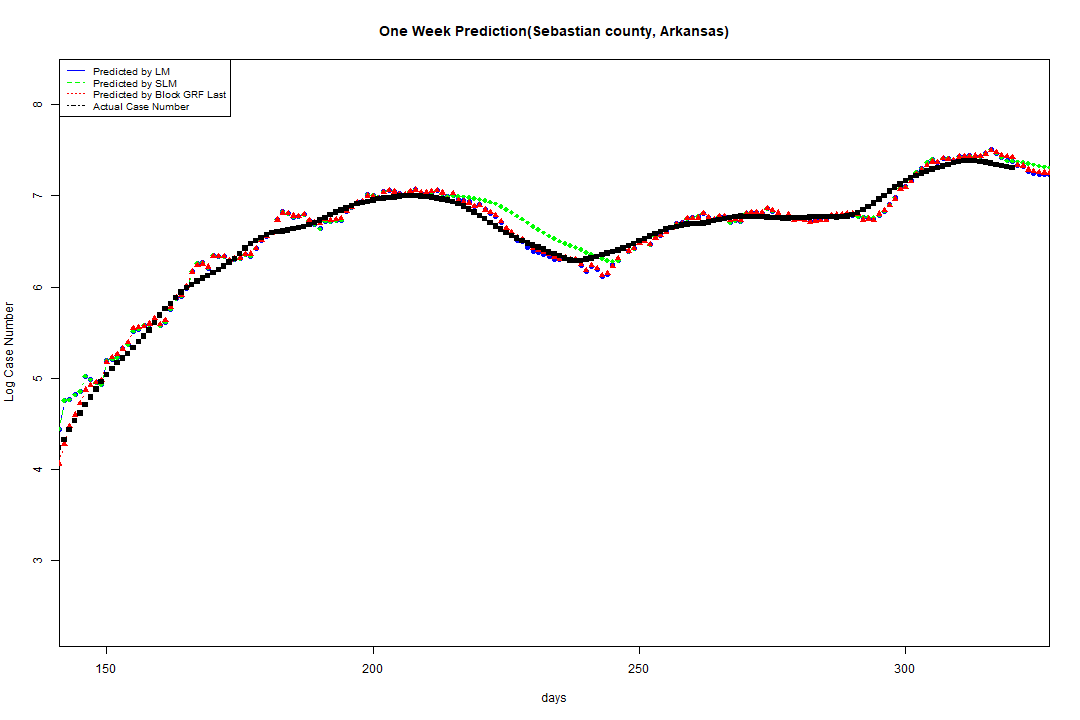 One Week Prediction(Sebastian county, Arkansas)
Predicted by LM
Predicted by SLM
Predicted by Block GRF Last
Actual Case Number
8
7
6
5
4
3
Log Case Number
150 200 250 300
days